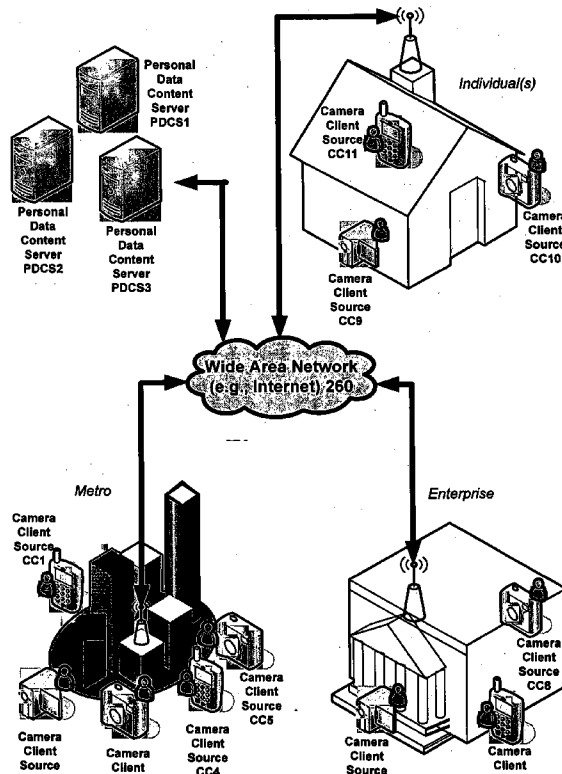 Personal
Data
Content
Server
PDCS1
Personal
Data
Content
Server
PDCS2
Personal
Data
Content
Server
PDCS3
Individual(s)
Camera
Client
Source
CC11
Camera
Client
Source
CC10
Camera
Client
Source
CC9
Wide Area Network
(e.g., Internet) 260
Metro
Camera
Client
Source
CC1
Camera
Client
Source
CC5
Camera
Client
Source
CC4
Camera
Client
Camera
Client
Source
Enterprise
Camera
Client
Source
CC8
Camera
Client
Camera
Client
Source